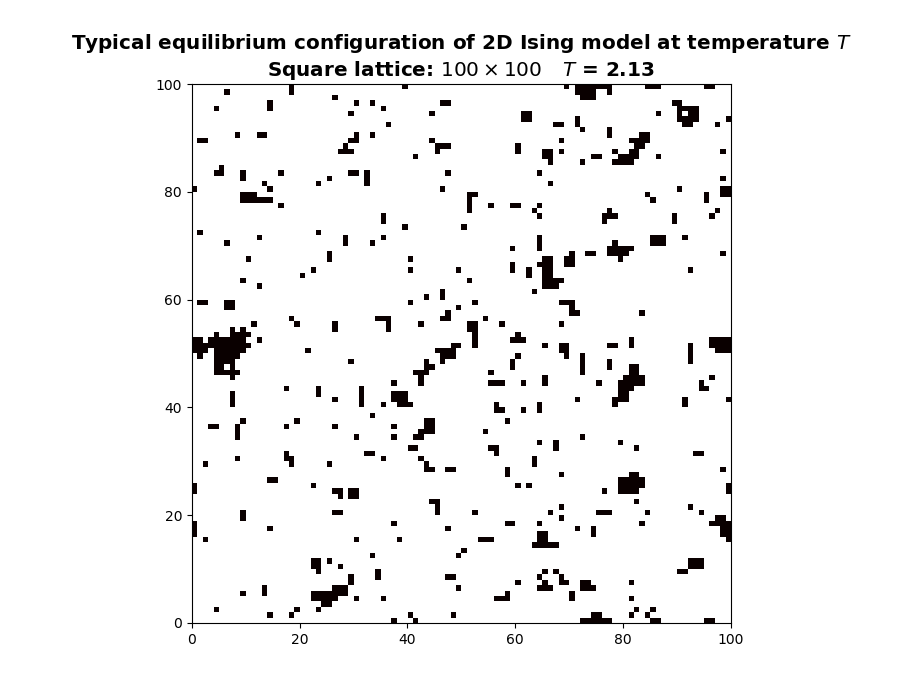 Typical equilibrium configuration of 2D Ising model at temperature T
Square lattice: 100 × 100 T = 2.13
100
80
60
40
20
0
0 20 40 60 80 100